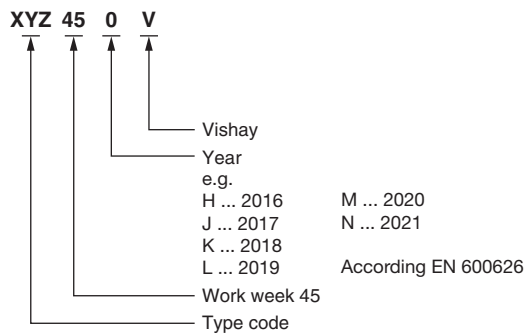 XYZ 45 0 V
Vishay
Year
e.g.
H ... 2016 M ... 2020
J ... 2017 N ... 2021
K ... 2018
L ... 2019 According EN 600626
Work week 45
Type code